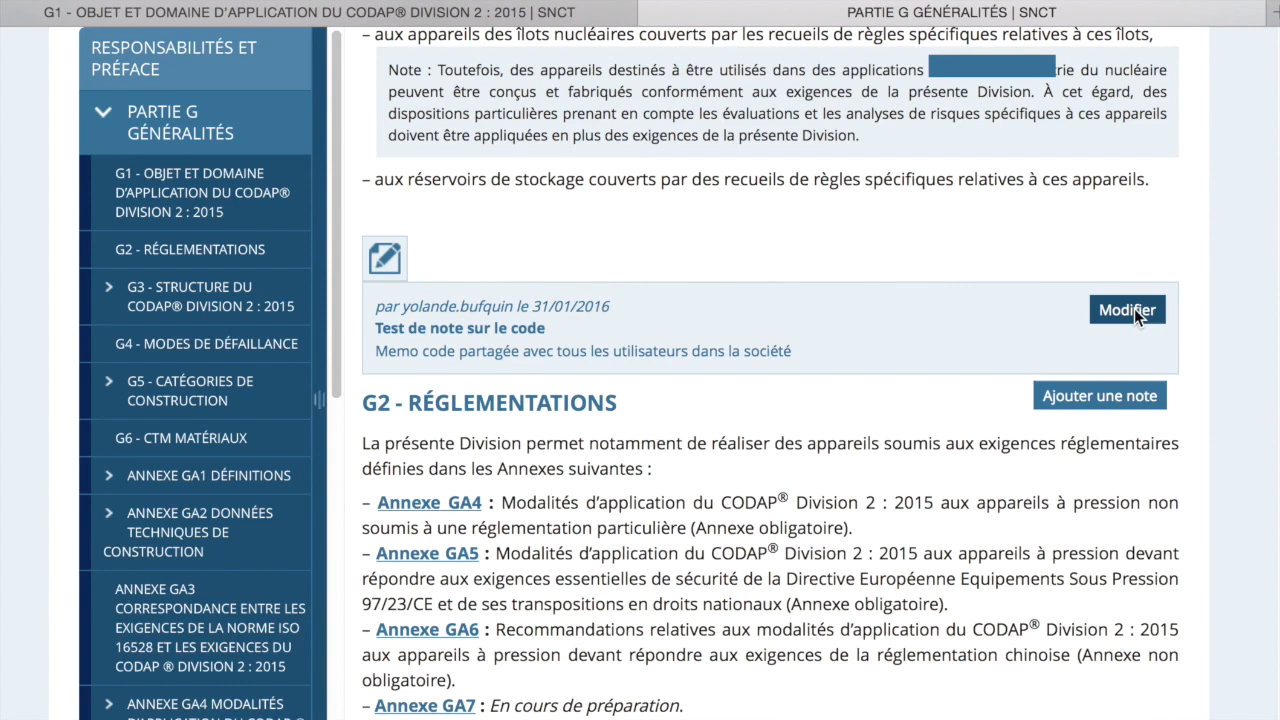 G1 - OBJET ET DOMAINE D'APPLICATION DU CODAP® DIVISION 2 : 2015 | SNCT
PARTIE G GÉNÉRALITÉS | SNCT
RESPONSABILITÉS ET
PRÉFACE
PARTIE G
GÉNÉRALITÉS
G1 - OBJET ET DOMAINE
D'APPLICATION DU CODAP®
DIVISION 2 : 2015
G2 - RÉGLEMENTATIONS
G3 - STRUCTURE DU
CODAP® DIVISION 2 : 2015
G4 - MODES DE DÉFAILLANCE
G5 - CATÉGORIES DE
CONSTRUCTION
G6 - CTM MATÉRIAUX
ANNEXE GA1 DÉFINITIONS
ANNEXE GA2 DONNÉES
TECHNIQUES DE
CONSTRUCTION
ANNEXE GA3
CORRESPONDANCE ENTRE LES
EXIGENCES DE LA NORME ISO
16528 ET LES EXIGENCES DU
CODAP ® DIVISION 2 : 2015
ANNEXE GA4 MODALITÉS
D'APPLICATION DU CODAP®
– aux appareils des îlots nucléaires couverts par les recueils de règles spécifiques relatives à ces îlots,
Note : Toutefois, des appareils destinés à être utilisés dans des applications rie du nucléaire
peuvent être conçus et fabriqués conformément aux exigences de la présente Division. À cet égard, des
dispositions particulières prenant en compte les évaluations et les analyses de risques spécifiques à ces appareils
doivent être appliquées en plus des exigences de la présente Division.
– aux réservoirs de stockage couverts par des recueils de règles spécifiques relatives à ces appareils.
par yolande.bufquin le 31/01/2016
Modifier
Test de note sur le code
Memo code partagée avec tous les utilisateurs dans la société
Ajouter une note
G2 - RÉGLEMENTATIONS
La présente Division permet notamment de réaliser des appareils soumis aux exigences réglementaires
définies dans les Annexes suivantes :
– Annexe GA4 : Modalités d'application du CODAP® Division 2 : 2015 aux appareils à pression non
soumis à une réglementation particulière (Annexe obligatoire).
– Annexe GA5 : Modalités d'application du CODAP® Division 2 : 2015 aux appareils à pression devant
répondre aux exigences essentielles de sécurité de la Directive Européenne Equipements Sous Pression
97/23/CE et de ses transpositions en droits nationaux (Annexe obligatoire).
– Annexe GA6 : Recommandations relatives aux modalités d'application du CODAP® Division 2 : 2015
aux appareils à pression devant répondre aux exigences de la réglementation chinoise (Annexe non
obligatoire).
– Annexe GA7 : En cours de préparation.